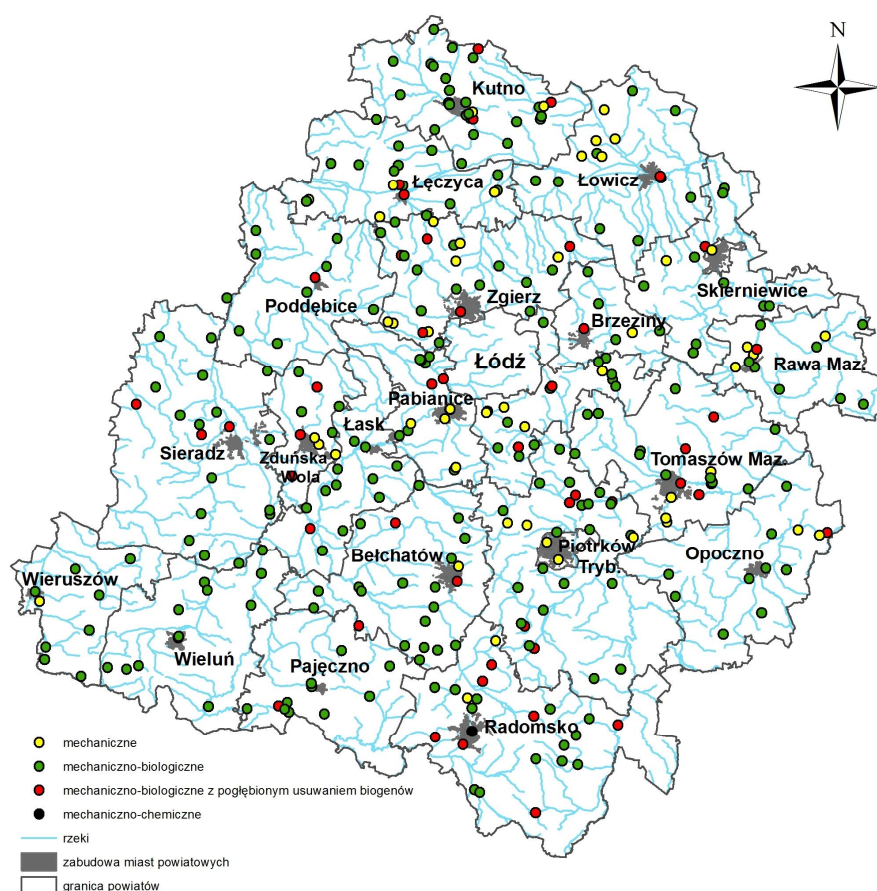 N
Kutno
Łęczyca
Łowicz
Poddębice
Zgierz
Skierniewice
Brzeziny
Łódź
Rawa Maz.
Pabianice
Łask
Sieradz
Zduńska
Wola
Tomaszów Maz.
Bełchatów
Piotrków
Tryb.
Opoczno
Wieruszów
Wieluń
Pajęczno
Radomsko
mechaniczne
mechaniczno-biologiczne
mechaniczno-biologiczne z pogłębionym usuwaniem biogenów
mechaniczno-chemiczne
rzeki
zabudowa miast powiatowych
granica powiatów